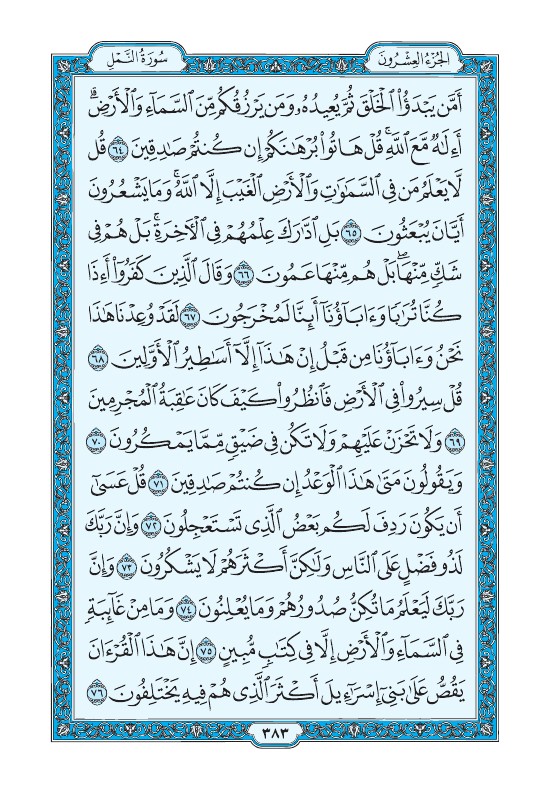 الجُزْءُ العِشْرُونَ
سُورَةُ النَّمْلِ
أَمَّن يَبْدَؤُا۟ ٱلْخَلْقَ ثُمَّ يُعِيدُهُۥ وَمَن يَرْزُقُكُم مِّنَ ٱلسَّمَآءِ وَٱلْأَرْضِ ۗ
أَءِلَٰهٌ مَّعَ ٱللَّهِ ۚ قُلْ هَاتُوا۟ بُرْهَٰنَكُمْ إِن كُنتُمْ صَٰدِقِينَ ٦٤ قُل
لَّا يَعْلَمُ مَن فِى ٱلسَّمَٰوَٰتِ وَٱلْأَرْضِ ٱلْغَيْبَ إِلَّا ٱللَّهُ ۚ وَمَا يَشْعُرُونَ
أَيَّانَ يُبْعَثُونَ ٦٥ بَلِ ٱدَّٰرَكَ عِلْمُهُمْ فِى ٱلْـَٔاخِرَةِ ۚ بَلْ هُمْ فِى
شَكٍّ مِّنْهَا ۖ بَلْ هُم مِّنْهَا عَمُونَ ٦٦ وَقَالَ ٱلَّذِينَ كَفَرُوٓا۟ أَءِذَا
كُنَّا تُرَٰبًا وَءَابَآؤُنَآ أَئِنَّا لَمُخْرَجُونَ ٦٧ لَقَدْ وُعِدْنَا هَٰذَا
نَحْنُ وَءَابَآؤُنَا مِن قَبْلُ إِنْ هَٰذَآ إِلَّآ أَسَٰطِيرُ ٱلْأَوَّلِينَ ٦٨
قُلْ سِيرُوا۟ فِى ٱلْأَرْضِ فَٱنظُرُوا۟ كَيْفَ كَانَ عَٰقِبَةُ ٱلْمُجْرِمِينَ
٦٩ وَلَا تَحْزَنْ عَلَيْهِمْ وَلَا تَكُن فِى ضَيْقٍ مِّمَّا يَمْكُرُونَ ٧٠
وَيَقُولُونَ مَتَىٰ هَٰذَا ٱلْوَعْدُ إِن كُنتُمْ صَٰدِقِينَ ٧١ قُلْ عَسَىٰٓ
أَن يَكُونَ رَدِفَ لَكُم بَعْضُ ٱلَّذِى تَسْتَعْجِلُونَ ٧٢ وَإِنَّ رَبَّكَ
لَذُو فَضْلٍ عَلَى ٱلنَّاسِ وَلَٰكِنَّ أَكْثَرَهُمْ لَا يَشْكُرُونَ ٧٣ وَإِنَّ
رَبَّكَ لَيَعْلَمُ مَا تُكِنُّ صُدُورُهُمْ وَمَا يُعْلِنُونَ ٧٤ وَمَا مِنْ غَآئِبَةٍ
فِى ٱلسَّمَآءِ وَٱلْأَرْضِ إِلَّا فِى كِتَٰبٍ مُّبِينٍ ٧٥ إِنَّ هَٰذَا ٱلْقُرْءَانَ
يَقُصُّ عَلَىٰ بَنِىٓ إِسْرَٰٓءِيلَ أَكْثَرَ ٱلَّذِى هُمْ فِيهِ يَخْتَلِفُونَ ٧٦
٣٨٣